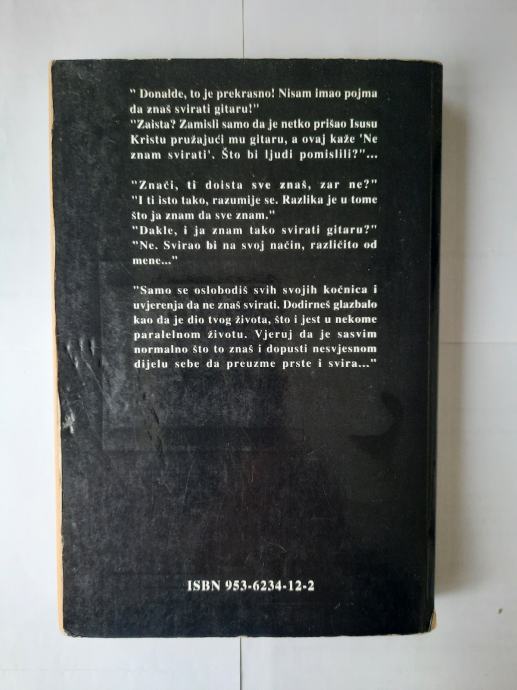 " Donalde, to je prekrasno! Nisam imao pojma
da znaš svirati gitaru!"
"Zaista? Zamisli samo da je netko prišao Isusu
Kristu pružajući mu gitaru, a ovaj kaže 'Ne
znam svirati'. Što bi ljudi pomislili?"...
"Znači, ti doista sve znaš, zar ne?"
"I ti isto tako, razumije se. Razlika je u tome
što ja znam da sve znam."
"Dakle, i ja znam tako svirati gitaru?"
"Ne. Svirao bi na svoj način, različito od
mene..."
"Samo se oslobodiš svih svojih kočnica i
uvjerenja da ne znaš svirati. Dodirneš glazbalo
kao da je dio tvog života, što i jest u nekome
paralelnom životu. Vjeruj da je sasvim
normalno što to znaš i dopusti nesvjesnom
dijelu sebe da preuzme prste i svira..."
ISBN 953-6234-12-2